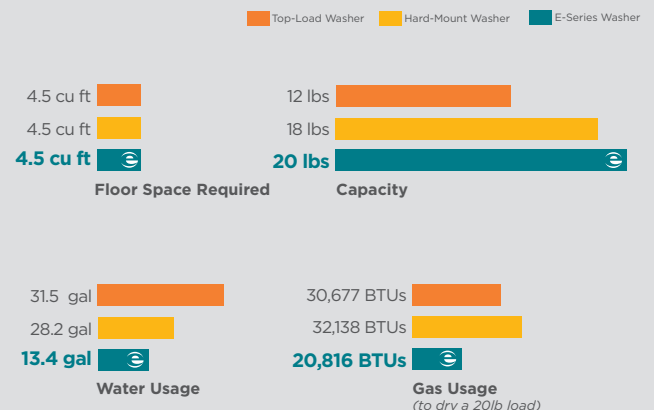 Top-Load Washer Hard-Mount Washer E-Series Washer
4.5 cu ft
4.5 cu ft
4.5 cu ft
Floor Space Required
12 lbs
18 lbs
20 lbs
Capacity
31.5 gal
28.2 gal
13.4 gal
Water Usage
30,677 BTUs
32,138 BTUs
20,816 BTUs
Gas Usage
(to dry a 20lb load)